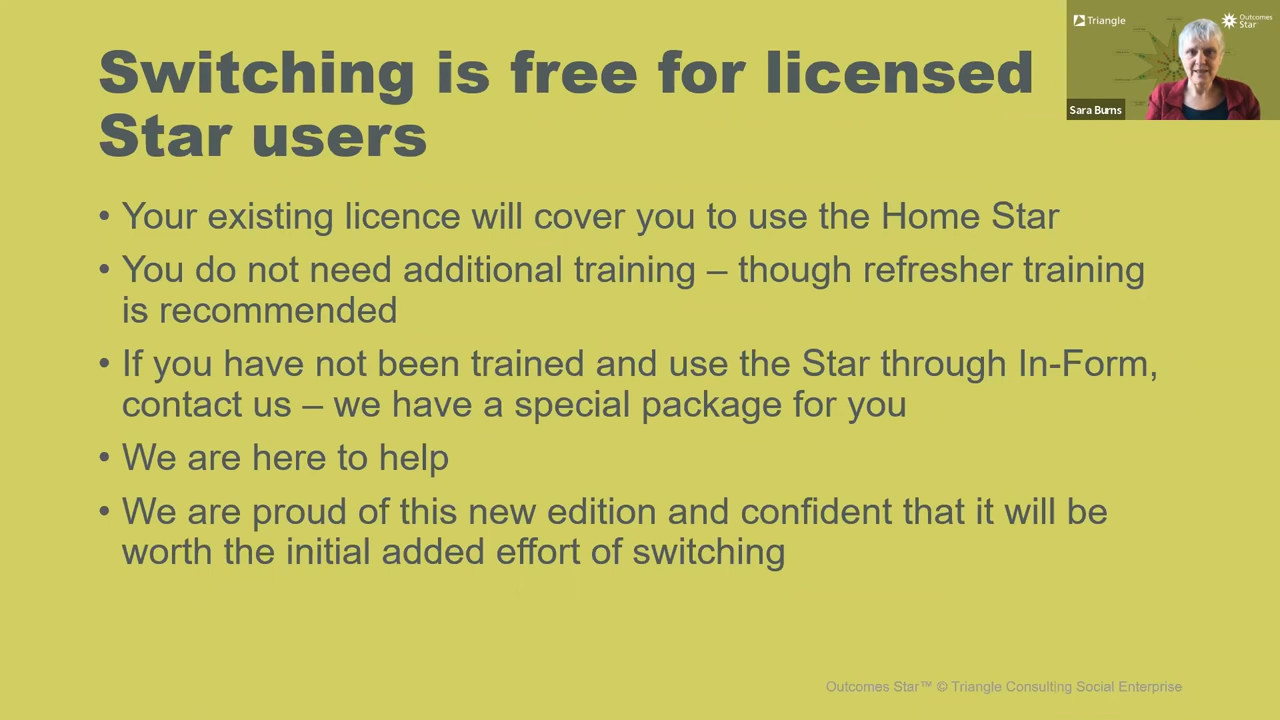 Switching is free for licensed
Star users
• Your existing licence will cover you to use the Home Star
• You do not need additional training – though refresher training
is recommended
• If you have not been trained and use the Star through In-Form,
contact us – we have a special package for you
• We are here to help
• We are proud of this new edition and confident that it will be
worth the initial added effort of switching
Triangle
Outcomes
Star
Sara Burns
Outcomes Star™ © Triangle Consulting Social Enterprise